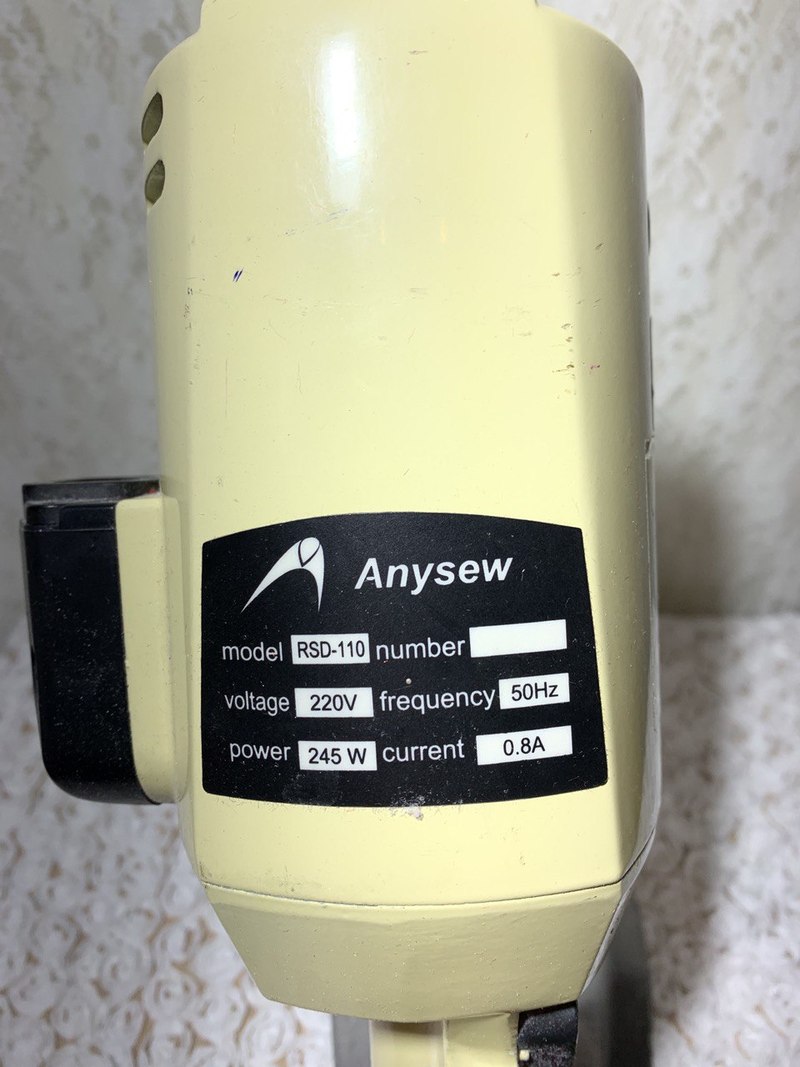 Anysew
model RSD-110 number
voltage 220V frequency 50Hz
power 245 W current 0.8A